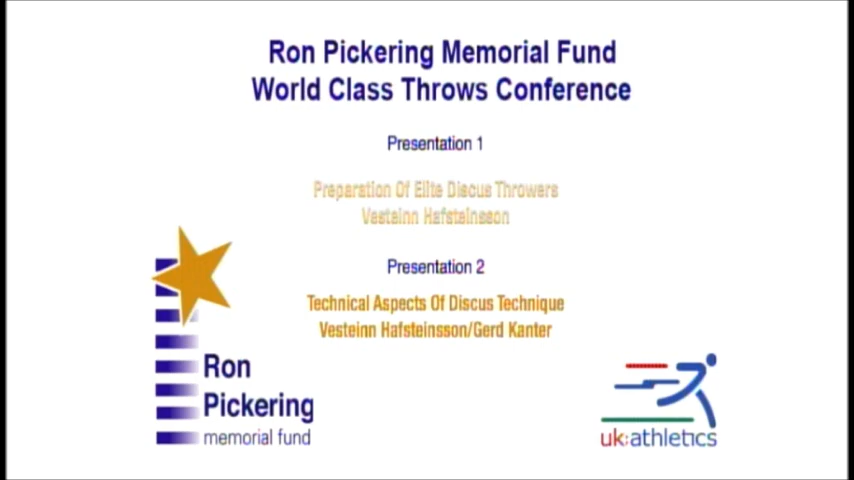 Ron Pickering Memorial Fund
World Class Throws Conference
Presentation 1
Preparation Of Elite Discus Throwers
Vesteinn Hafsteinsson
Presentation 2
Technical Aspects Of Discus Technique
Vesteinn Hafsteinsson/Gerd Kanter
Ron
Pickering
memorial fund
uk:athletics